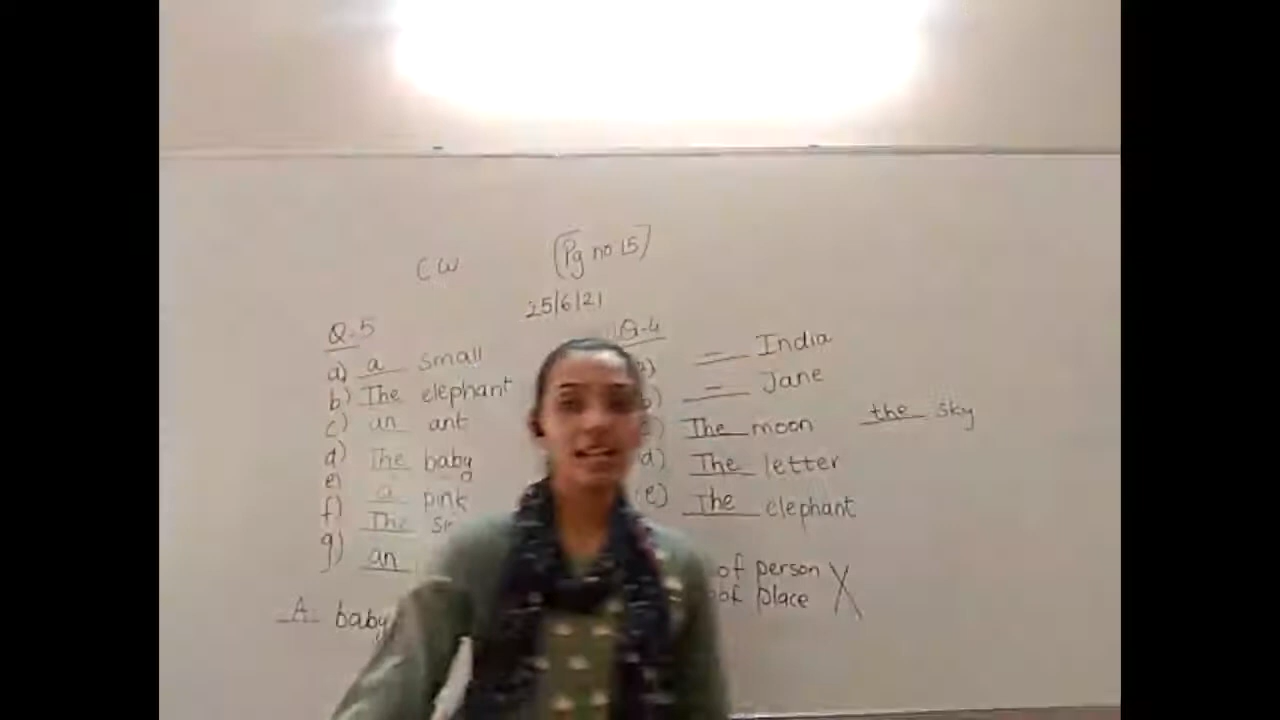 CW (Pg no 15)
25/6/21
Q-5
a) a small
b) The elephant
c) an ant
d) The baby
e) a pink
f) The
g) an
A baby
Q-4
– India
– Jane
The moon the sky
d) The letter
(e) The elephant
of person
of place X